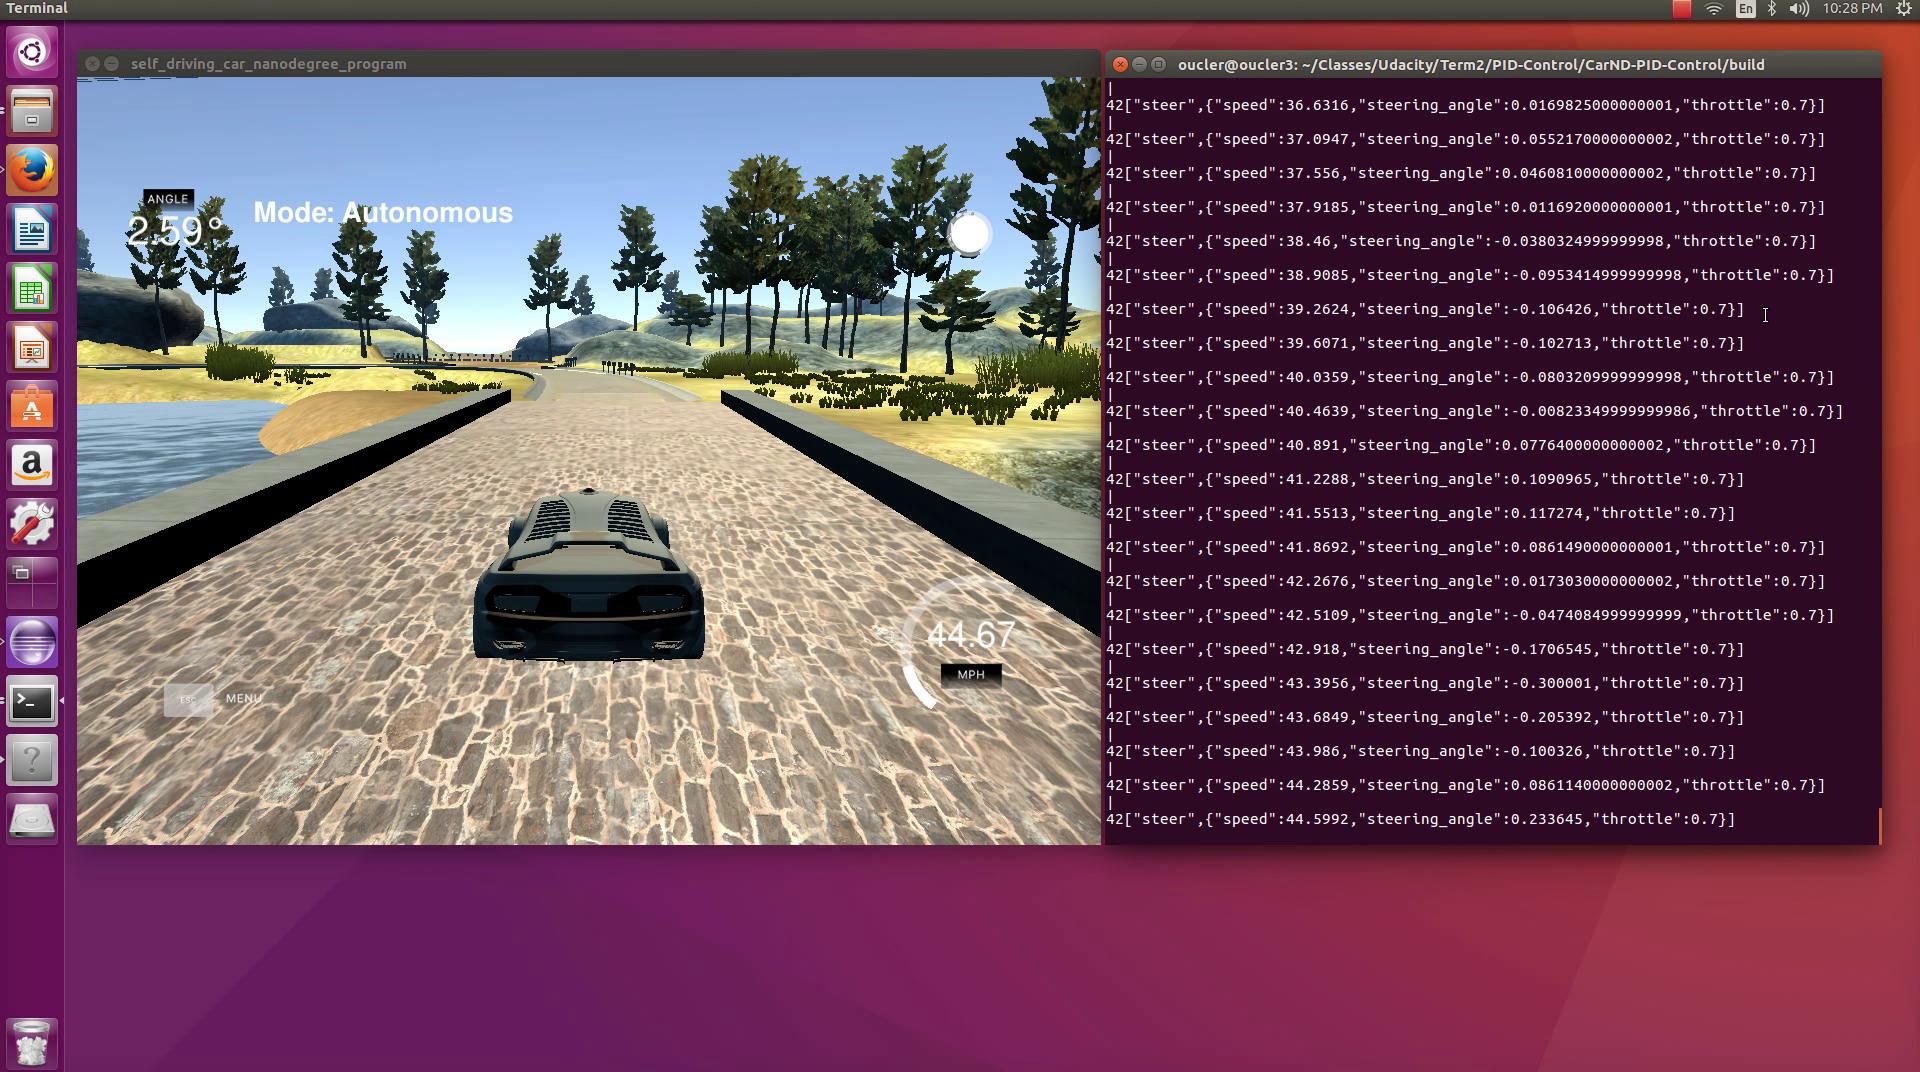 Terminal
En
10:28 PM
self_driving_car_nanodegree_program
ANGLE
2.59°
Mode: Autonomous
44.67
MPH
ESC
MENU
a
oucler@oucler3: ~/Classes/Udacity/Term2/PID-Control/CarND-PID-Control/build
|
42["steer",{"speed":36.6316,"steering_angle":0.0169825000000001,"throttle":0.7}]
|
42["steer",{"speed":37.0947,"steering_angle":0.0552170000000002,"throttle":0.7}]
|
42["steer",{"speed":37.556,"steering_angle":0.0460810000000002,"throttle":0.7}]
|
42["steer",{"speed":37.9185,"steering_angle":0.0116920000000001,"throttle":0.7}]
|
42["steer",{"speed":38.46,"steering_angle":-0.0380324999999998,"throttle":0.7}]
|
42["steer",{"speed":38.9085,"steering_angle":-0.0953414999999998,"throttle":0.7}]
|
42["steer",{"speed":39.2624,"steering_angle":-0.106426,"throttle":0.7}]
|
42["steer",{"speed":39.6071,"steering_angle":-0.102713,"throttle":0.7}]
|
42["steer",{"speed":40.0359,"steering_angle":-0.0803209999999998,"throttle":0.7}]
|
42["steer",{"speed":40.4639,"steering_angle":-0.00823349999999986,"throttle":0.7}]
|
42["steer",{"speed":40.891,"steering_angle":0.0776400000000002,"throttle":0.7}]
|
42["steer",{"speed":41.2288,"steering_angle":0.1090965,"throttle":0.7}]
|
42["steer",{"speed":41.5513,"steering_angle":0.117274,"throttle":0.7}]
|
42["steer",{"speed":41.8692,"steering_angle":0.0861490000000001,"throttle":0.7}]
|
42["steer",{"speed":42.2676,"steering_angle":0.0173030000000002,"throttle":0.7}]
|
42["steer",{"speed":42.5109,"steering_angle":-0.0474084999999999,"throttle":0.7}]
|
42["steer",{"speed":42.918,"steering_angle":-0.1706545,"throttle":0.7}]
|
42["steer",{"speed":43.3956,"steering_angle":-0.300001,"throttle":0.7}]
|
42["steer",{"speed":43.6849,"steering_angle":-0.205392,"throttle":0.7}]
|
42["steer",{"speed":43.986,"steering_angle":-0.100326,"throttle":0.7}]
|
42["steer",{"speed":44.2859,"steering_angle":0.0861140000000002,"throttle":0.7}]
|
42["steer",{"speed":44.5992,"steering_angle":0.233645,"throttle":0.7}]